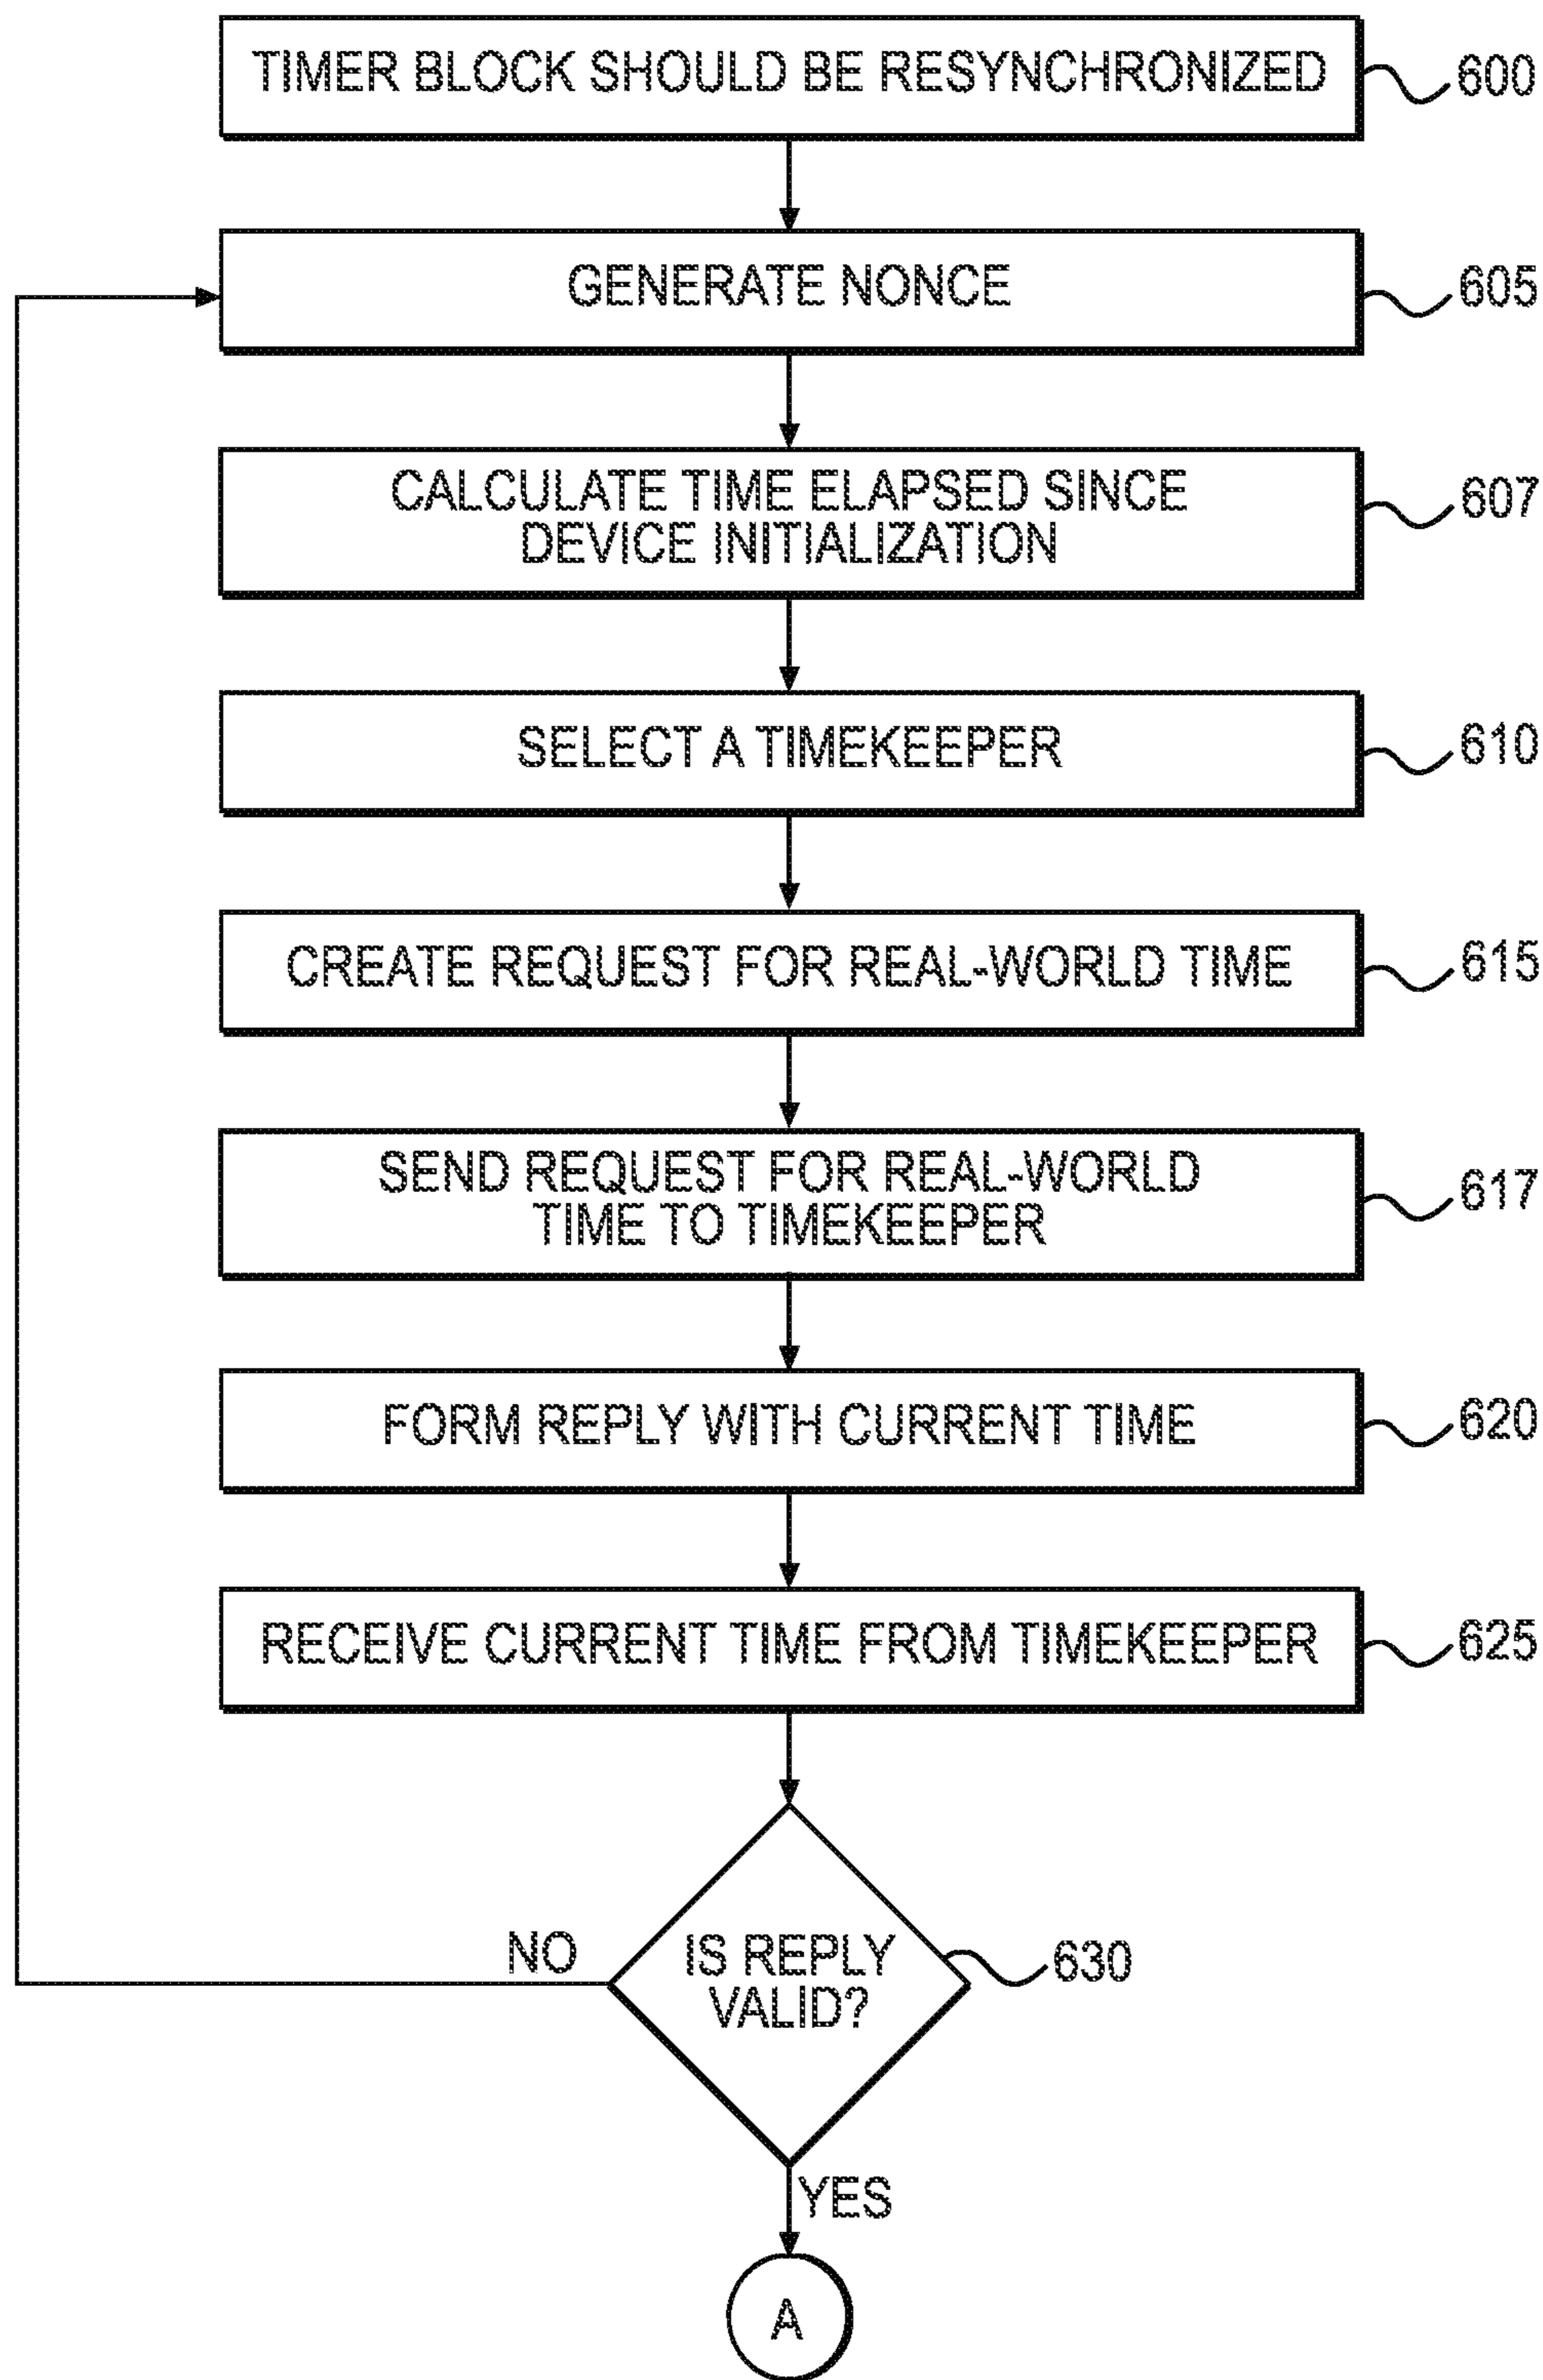 TIMER BLOCK SHOULD BE RESYNCHRONIZED
600
GENERATE NONCE
605
CALCULATE TIME ELAPSED SINCE
DEVICE INITIALIZATION
607
SELECT A TIMEKEEPER
610
CREATE REQUEST FOR REAL-WORLD TIME
615
SEND REQUEST FOR REAL-WORLD
TIME TO TIMEKEEPER
617
FORM REPLY WITH CURRENT TIME
620
RECEIVE CURRENT TIME FROM TIMEKEEPER
625
NO
IS REPLY
VALID?
630
YES
A